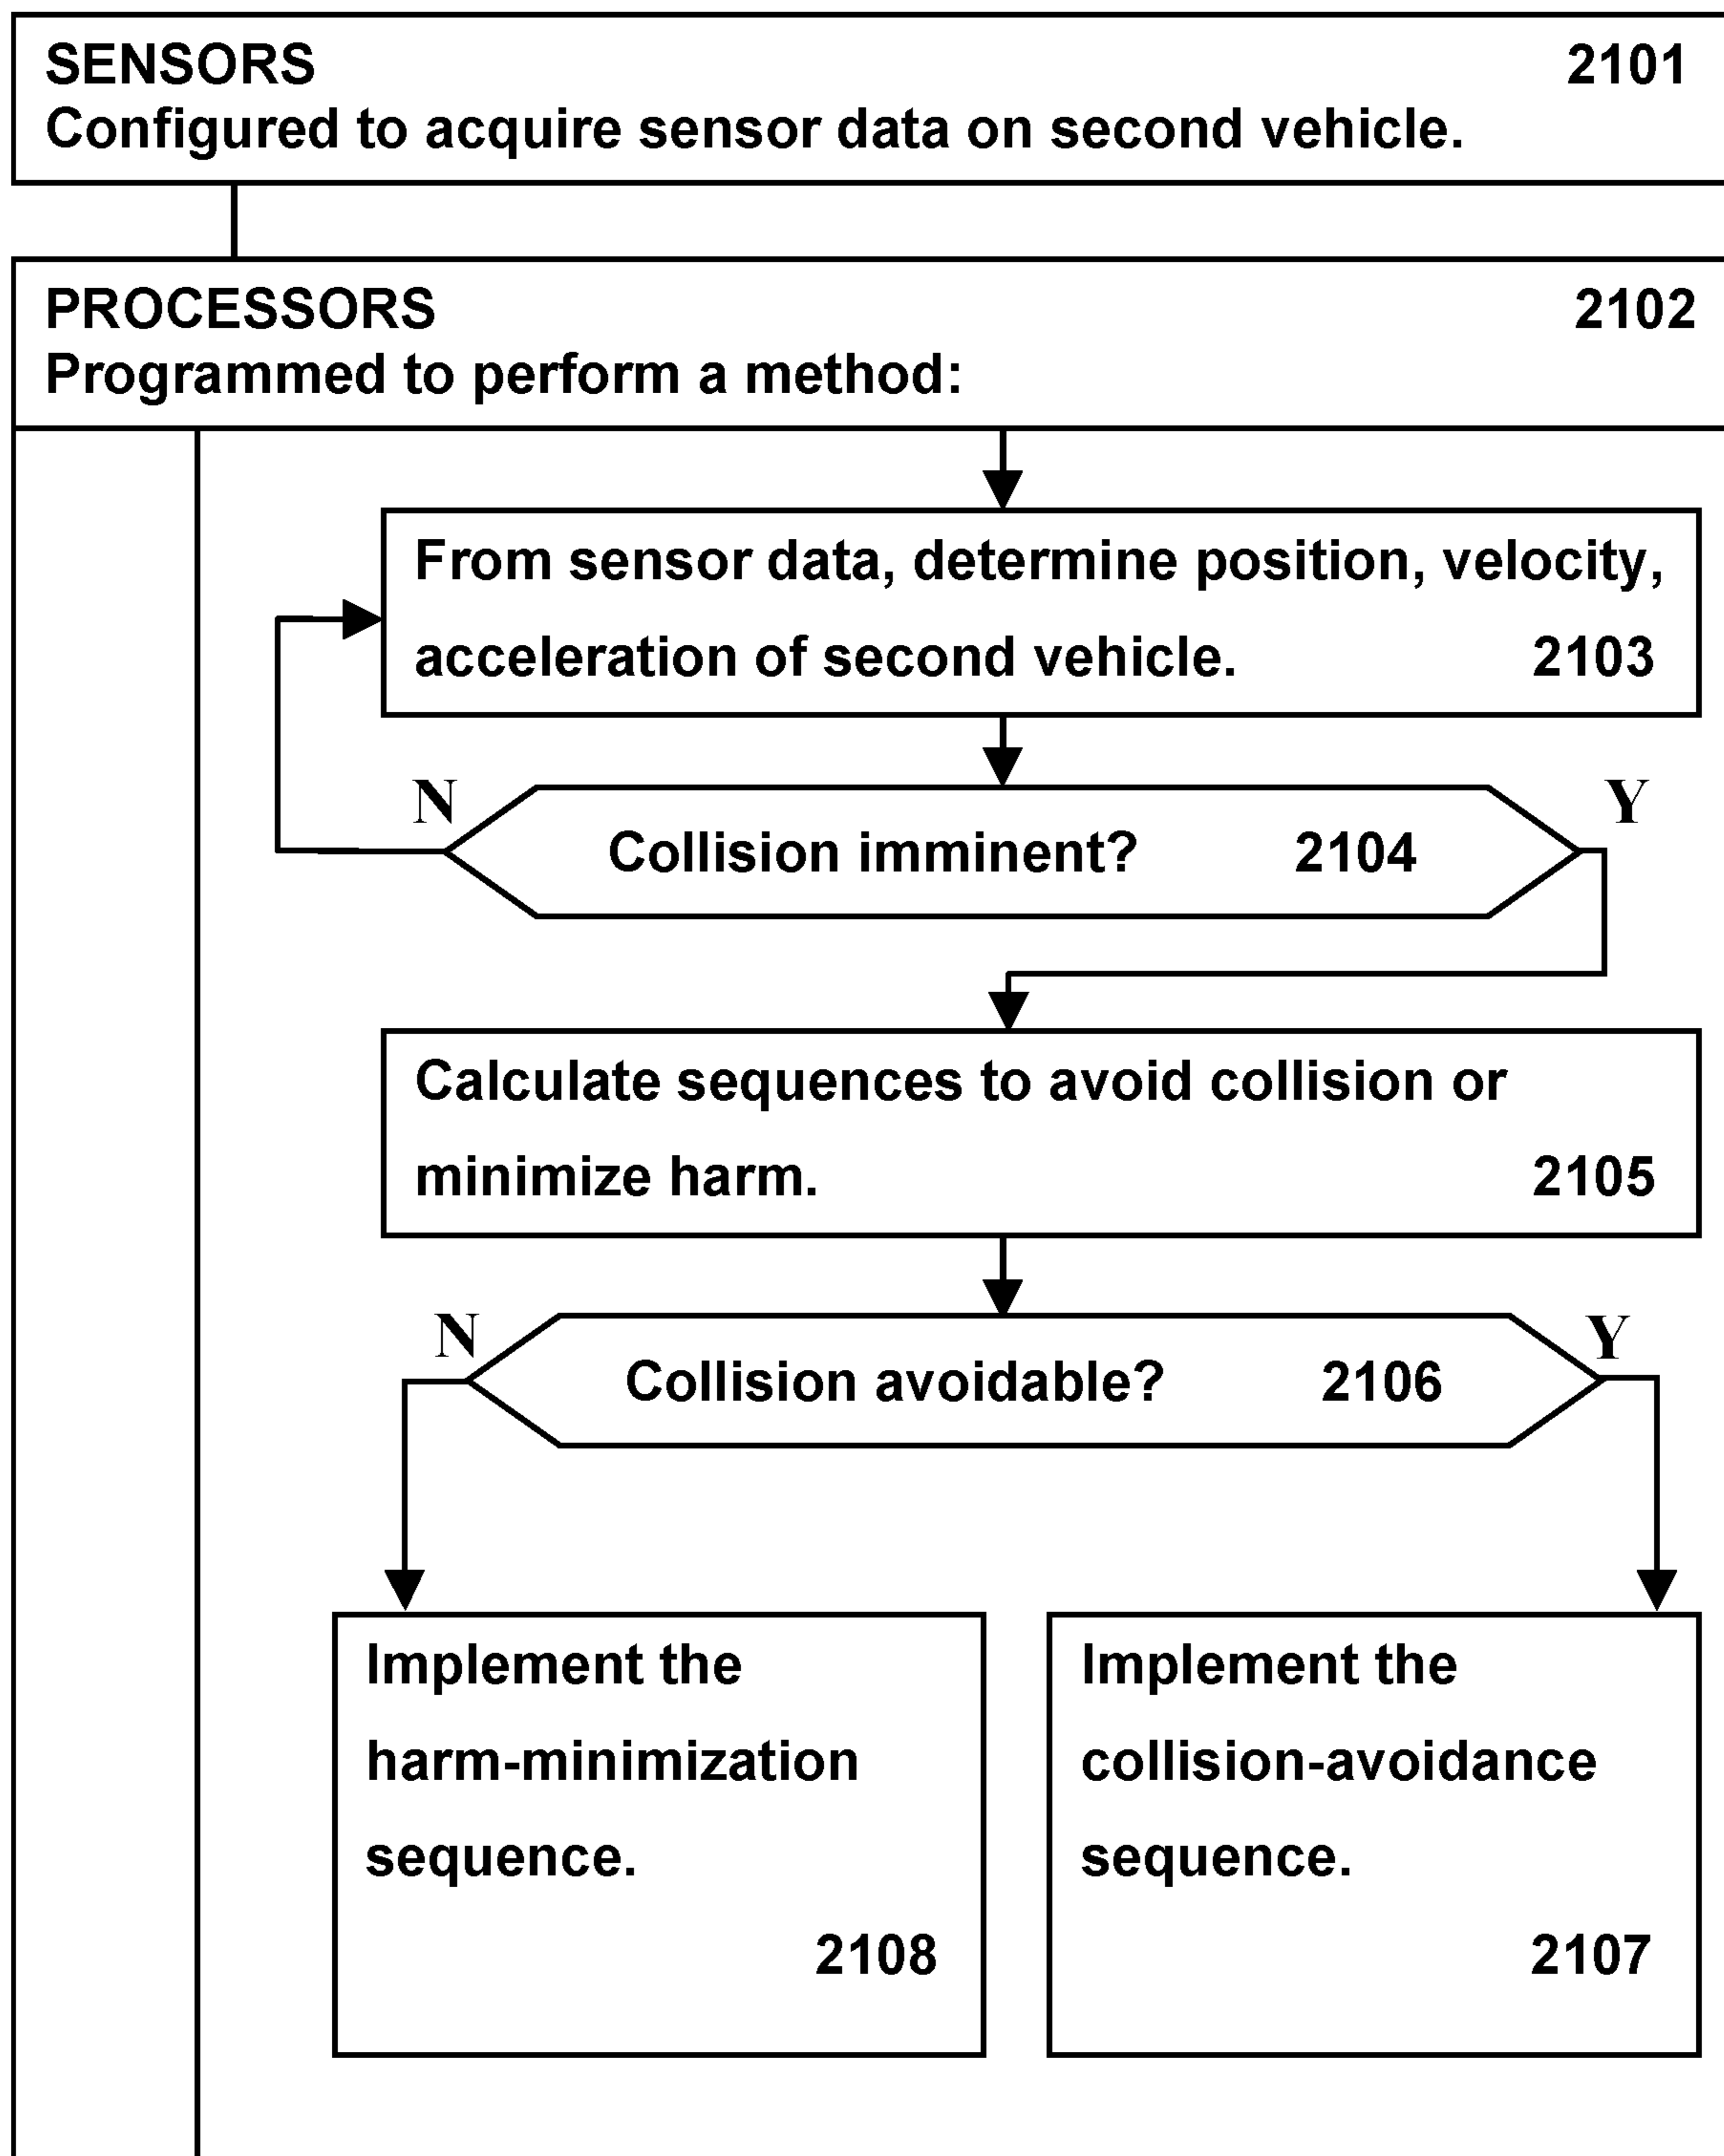 SENSORS 2101
Configured to acquire sensor data on second vehicle.
PROCESSORS 2102
Programmed to perform a method:
From sensor data, determine position, velocity,
acceleration of second vehicle. 2103
N Y
Collision imminent? 2104
Calculate sequences to avoid collision or
minimize harm. 2105
N Y
Collision avoidable? 2106
Implement the
harm-minimization
sequence.
2108
Implement the
collision-avoidance
sequence.
2107